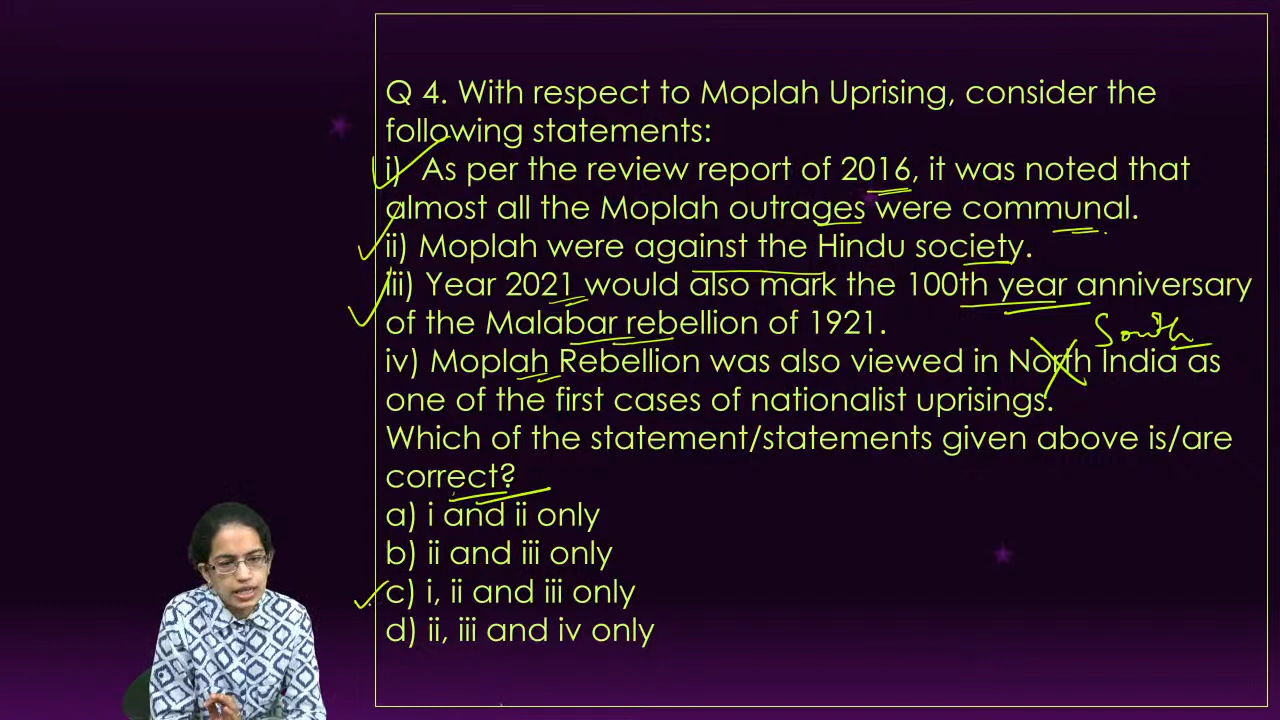 Q 4. With respect to Moplah Uprising, consider the
following statements:
i) As per the review report of 2016, it was noted that
almost all the Moplah outrages were communal.
ii) Moplah were against the Hindu society.
iii) Year 2021 would also mark the 100th year anniversary
of the Malabar rebellion of 1921.
South
iv) Moplah Rebellion was also viewed in North India as
one of the first cases of nationalist uprisings.
Which of the statement/statements given above is/are
correct?
a) i and ii only
b) ii and iii only
c) i, ii and iii only
d) ii, iii and iv only